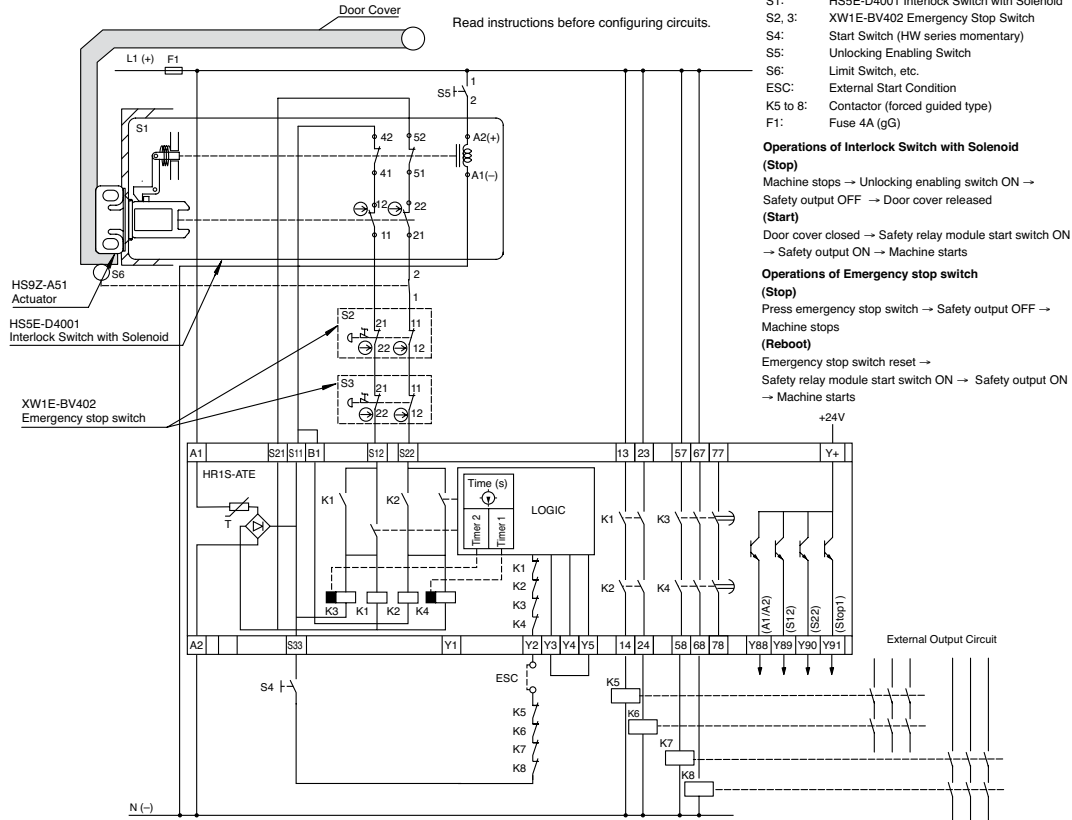 Door Cover
Read instructions before configuring circuits.
S1: HS5E-D4001 Interlock Switch with Solenoid
S2, 3: XW1E-BV402 Emergency Stop Switch
S4: Start Switch (HW series momentary)
S5: Unlocking Enabling Switch
S6: Limit Switch, etc.
ESC: External Start Condition
K5 to 8: Contactor (forced guided type)
F1: Fuse 4A (gG)
Operations of Interlock Switch with Solenoid
(Stop)
Machine stops → Unlocking enabling switch ON →
Safety output OFF → Door cover released
(Start)
Door cover closed → Safety relay module start switch ON
→ Safety output ON → Machine starts
Operations of Emergency stop switch
(Stop)
Press emergency stop switch → Safety output OFF →
Machine stops
(Reboot)
Emergency stop switch reset →
Safety relay module start switch ON → Safety output ON
→ Machine starts
L1 (+) F1
1
S5
2
S1
42 52 A2(+)
41 51 A1(−)
12 22
11 21
S6
2
1
HS9Z-A51
Actuator
HS5E-D4001
Interlock Switch with Solenoid
S2
21 11
22 12
S3
21 11
22 12
XW1E-BV402
Emergency stop switch
+24V
A1 S21 S11 B1 S12 S22 13 23 57 67 77 Y+
HR1S-ATE
T
K1 K2
Time (s)
Timer 2 Timer 1
LOGIC
K1 K3
K1
K2
K3
K4
K2 K4
K3 K1 K2 K4
(A1/A2) (S12) (S22) (Stop1)
A2 S33 Y1 Y2 Y3 Y4 Y5 14 24 58 68 78 Y88 Y89 Y90 Y91
External Output Circuit
S4
ESC
K5
K6
K7
K8
K5
K6
K7
K8
N (−)